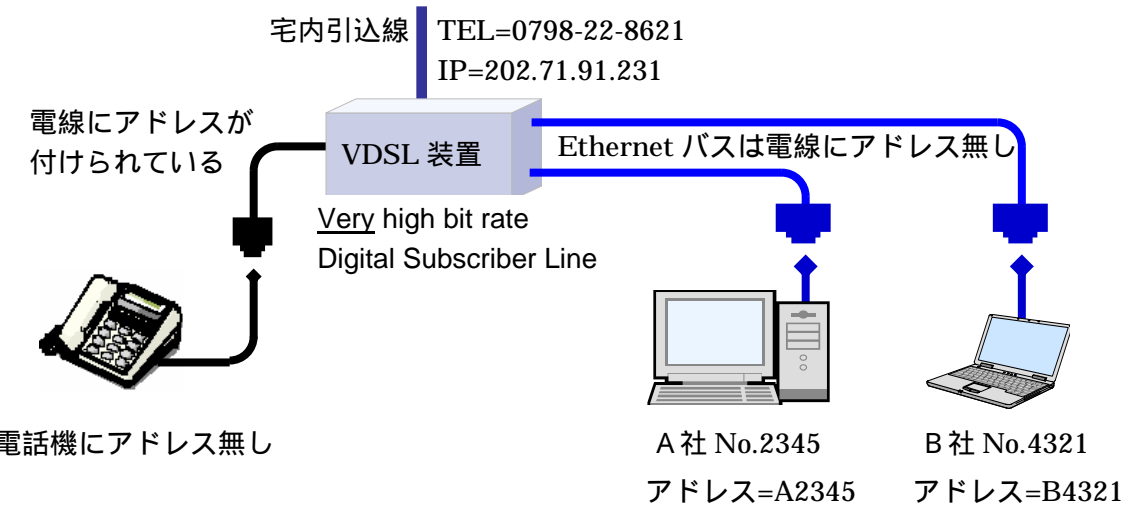 宅内引込線
TEL=0798-22-8621
IP=202.71.91.231
電線にアドレスが
付けられている
VDSL 装置
Ethernet バスは電線にアドレス無し
Very high bit rate
Digital Subscriber Line
電話機にアドレス無し
A社 No.2345
アドレス=A2345
B社 No.4321
アドレス=B4321